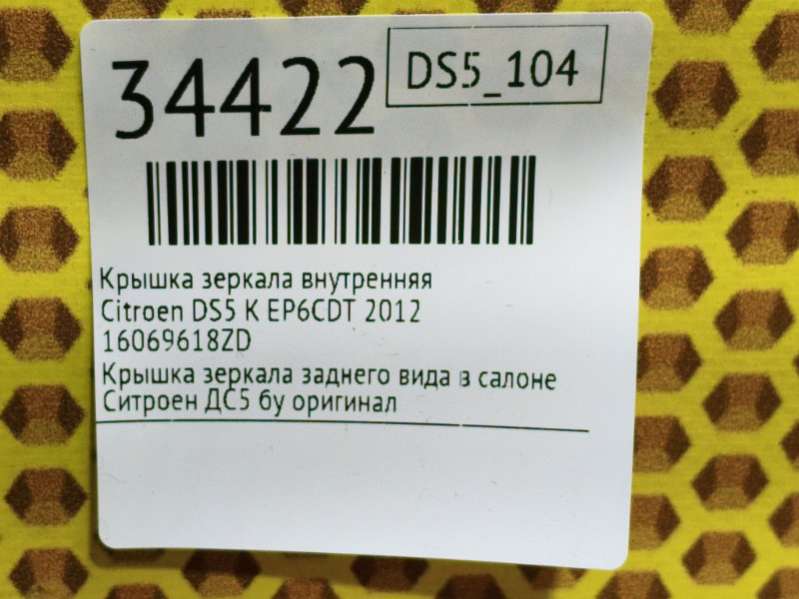 34422
DS5_104
Крышка зеркала внутренняя
Citroen DS5 K EP6CDT 2012
16069618ZD
Крышка зеркала заднего вида в салоне
Ситроен ДС5 бу оригинал